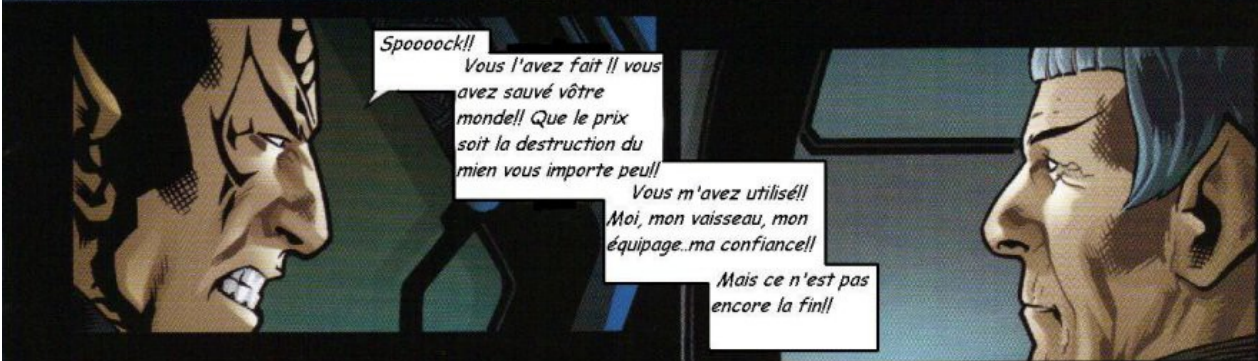 Spoooock!!
Vous l'avez fait !! vous
avez sauvé vôtre
monde!! Que le prix
soit la destruction du
mien vous importe peu!!
Vous m'avez utilisé!!
Moi, mon vaisseau, mon
équipage..ma confiance!!
Mais ce n'est pas
encore la fin!!